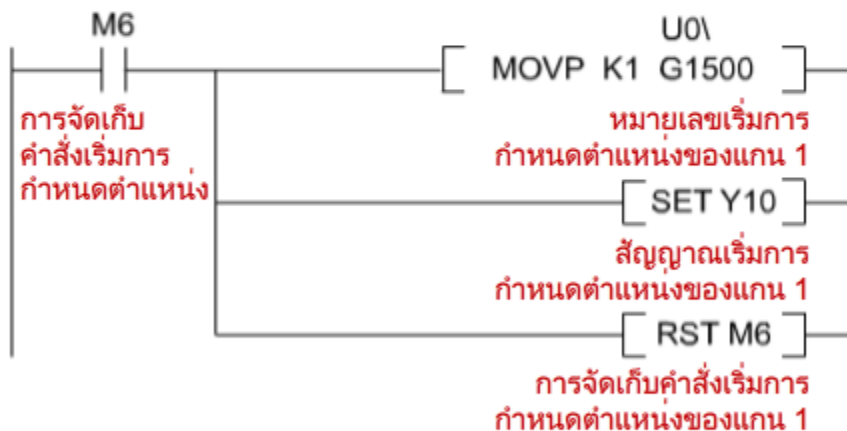 M6
U0\
MOVP K1 G1500
การจัดเก็บ
คำสั่งเริ่มการ
กำหนดตำแหน่ง
หมายเลขเริ่มการ
กำหนดตำแหน่งของแกน 1
SET Y10
สัญญาณเริ่มการ
กำหนดตำแหน่งของแกน 1
RST M6
การจัดเก็บคำสั่งเริ่มการ
กำหนดตำแหน่งของแกน 1